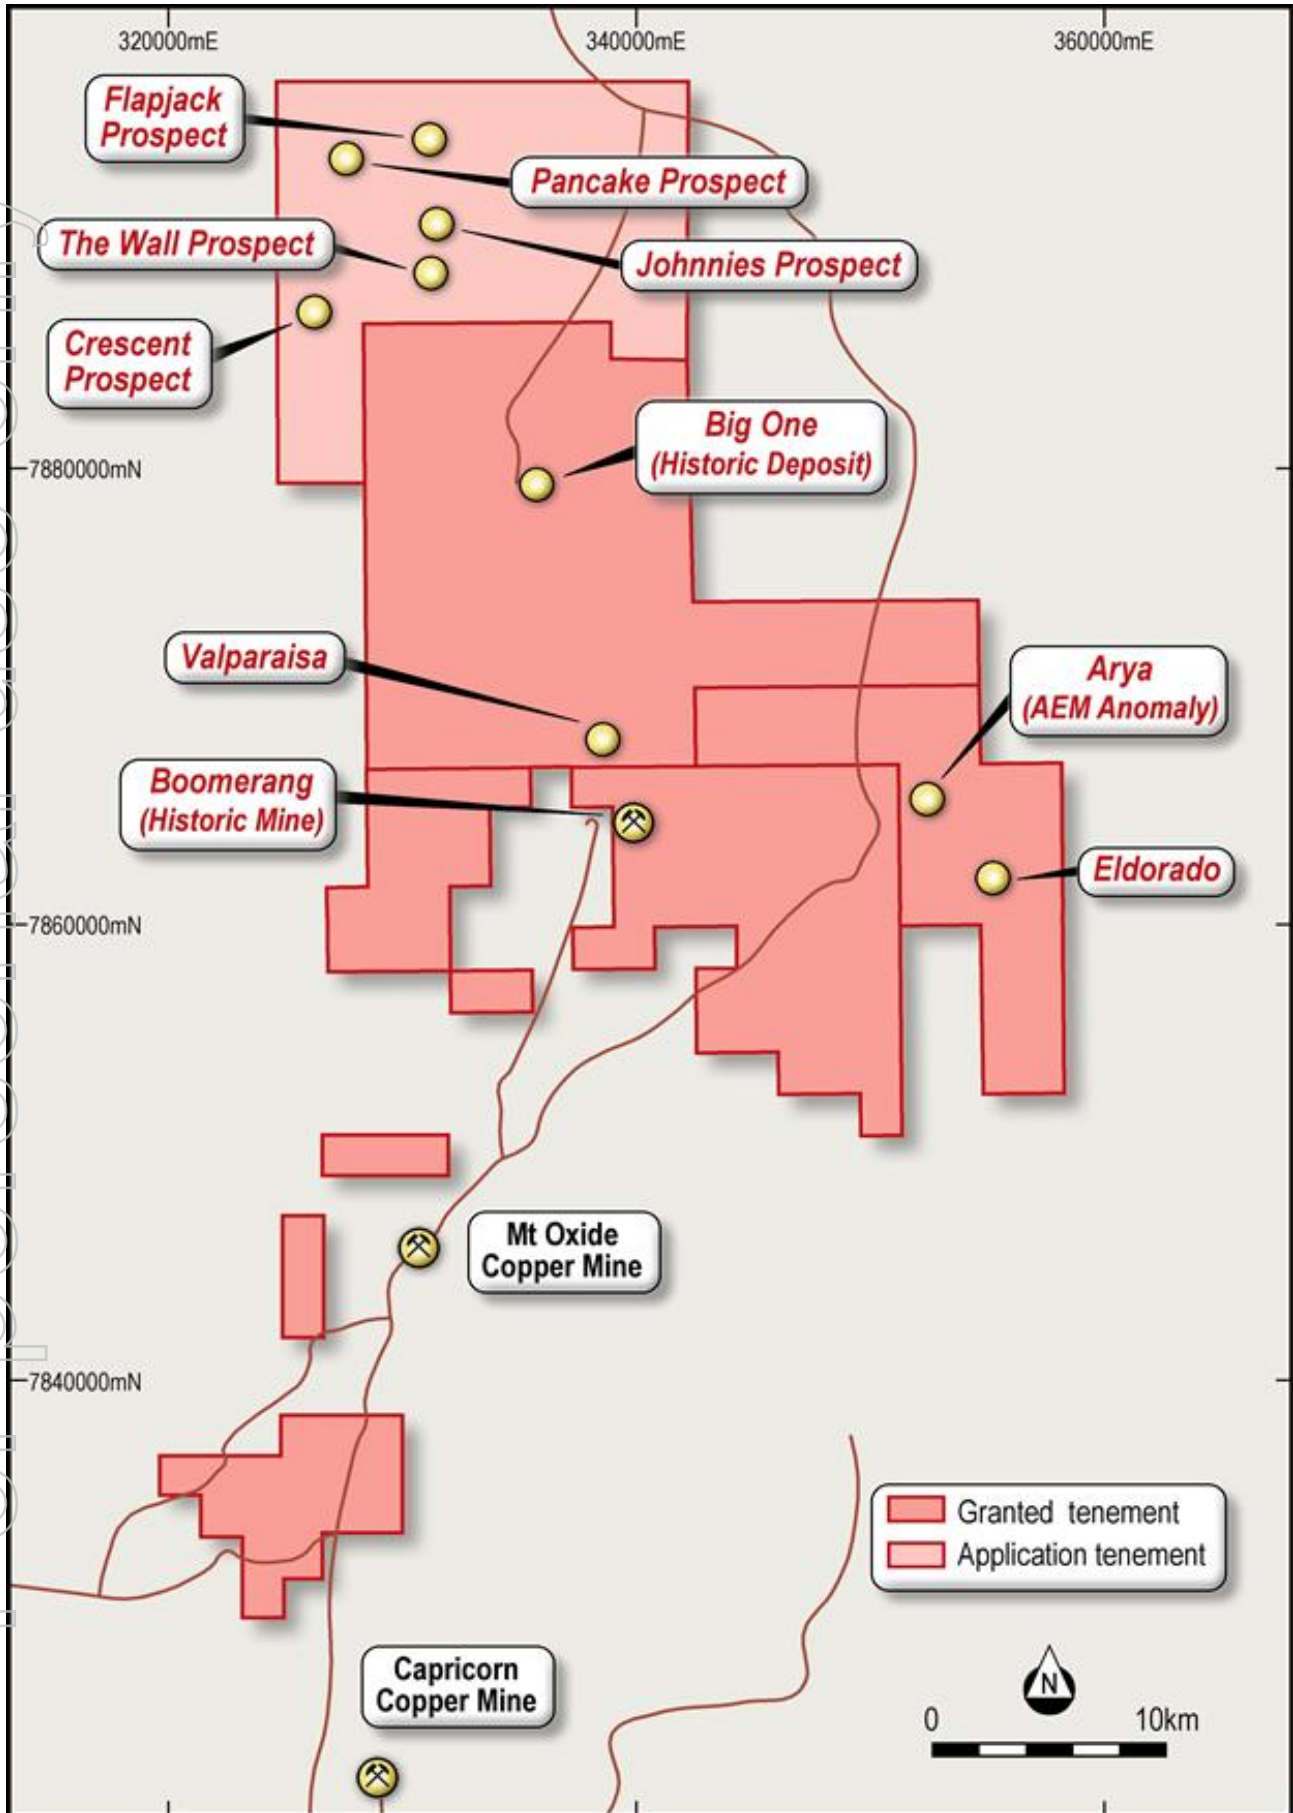 320000mE
340000mE
360000mE
Flapjack
Prospect
Pancake Prospect
The Wall Prospect
Johnnies Prospect
Crescent
Prospect
Big One
(Historic Deposit)
7880000mN
Valparaisa
Arya
(AEM Anomaly)
Boomerang
(Historic Mine)
Eldorado
7860000mN
Mt Oxide
Copper Mine
7840000mN
Granted tenement
Application tenement
Capricorn
Copper Mine
N
0 10km